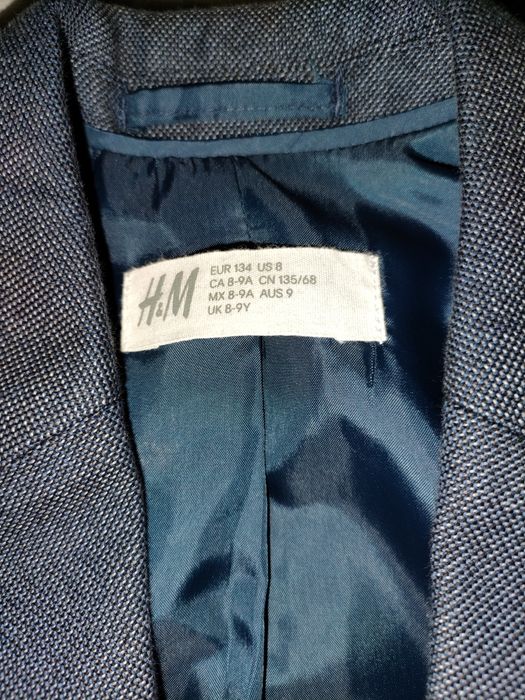 H&M
EUR 134 US 8
CA 8-9A CN 135/68
MX 8-9A AUS 9
UK 8-9Y